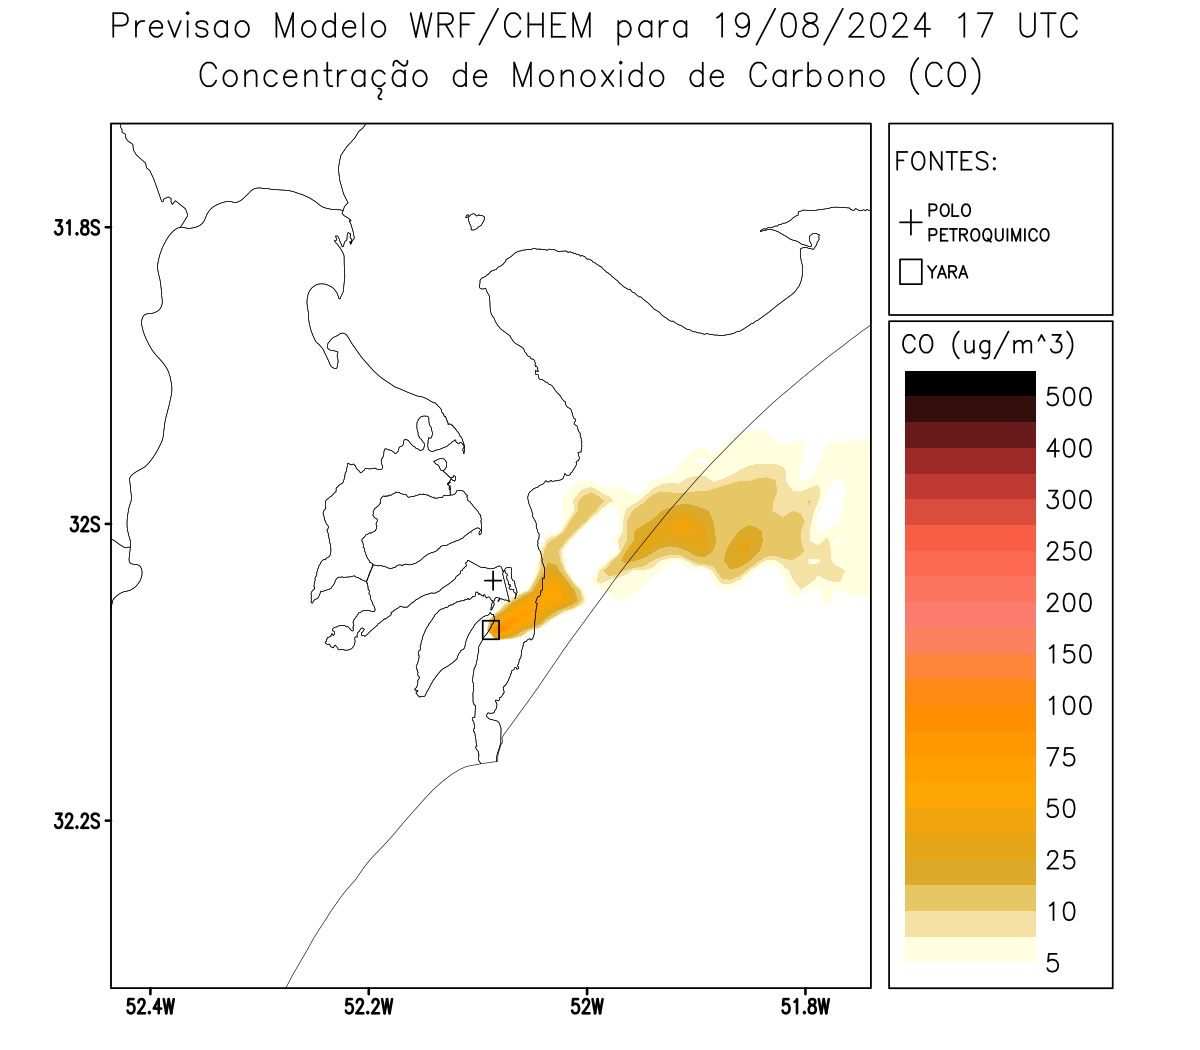 Previsao Modelo WRF/CHEM para 19/08/2024 17 UTC
Concentração de Monoxido de Carbono (CO)
FONTES:
POLO
PETROQUIMICO
YARA
CO (ug/m^3)
500
400
300
250
200
150
100
75
50
25
10
5
31.8S
32S
32.2S
52.4W
52.2W
52W
51.8W